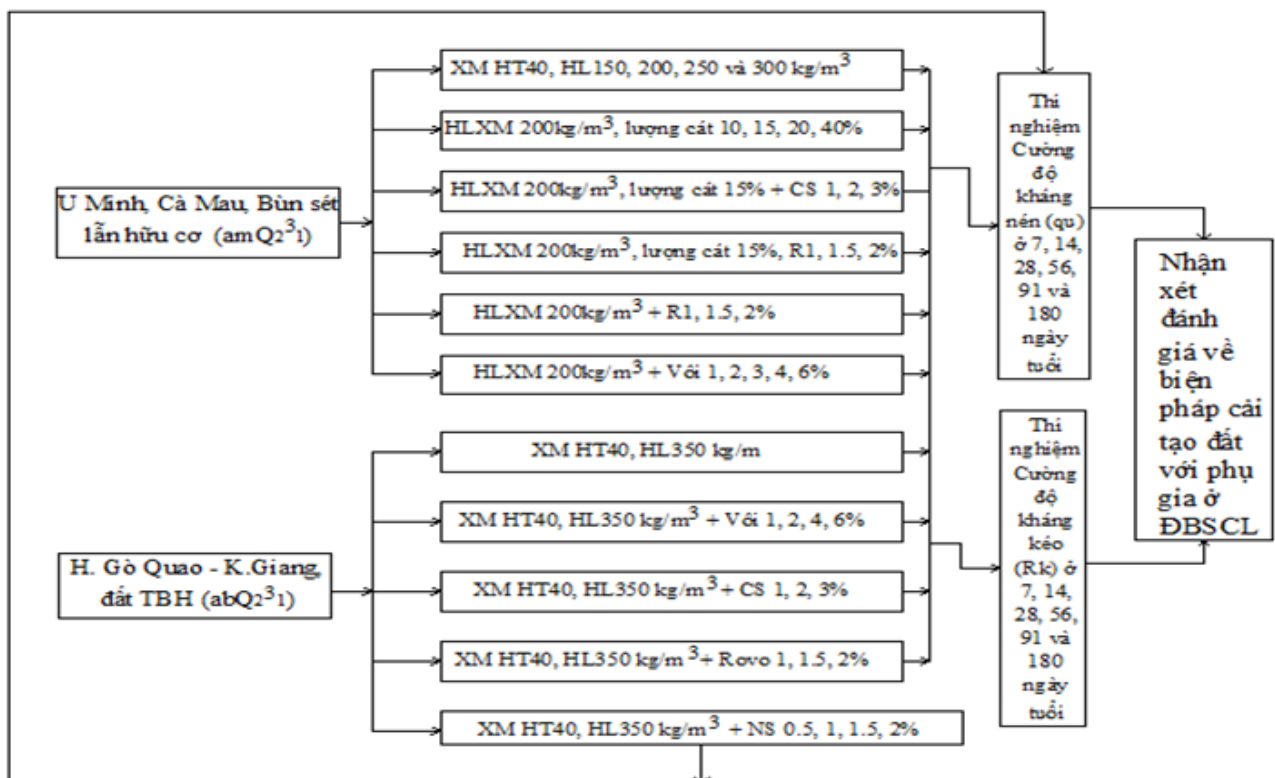 XM HT40, HL150, 200, 250 và 300 kg/m³
HLXM 200kg/m³, lượng cát 10, 15, 20, 40%
HLXM 200kg/m³, lượng cát 15% + CS 1, 2, 3%
U Minh, Cà Mau, Bùn sét
lẫn hữu cơ (amQ2³1)
HLXM 200kg/m³, lượng cát 15%, R1, 1.5, 2%
HLXM 200kg/m³ + R1, 1.5, 2%
HLXM 200kg/m³ + Vôi 1, 2, 3, 4, 6%
XM HT40, HL350 kg/m
XM HT40, HL350 kg/m³ + Vôi 1, 2, 4, 6%
H. Gò Quao - K.Giang,
đất TBH (abQ2³1)
XM HT40, HL350 kg/m³ + CS 1, 2, 3%
XM HT40, HL350 kg/m³ + Rovo 1, 1.5, 2%
XM HT40, HL350 kg/m³ + NS 0.5, 1, 1.5, 2%
Thí
nghiệm
Cường
độ
kháng
nén (qu)
ở 7, 14,
28, 56,
91 và
180
ngày
tuổi
Thí
nghiệm
Cường
độ
kháng
kéo
(Rk) ở
7, 14,
28, 56,
91 và
180
ngày
tuổi
Nhận
xét
đánh
giá về
biện
pháp cải
tạo đất
với phụ
gia ở
ĐBSCL